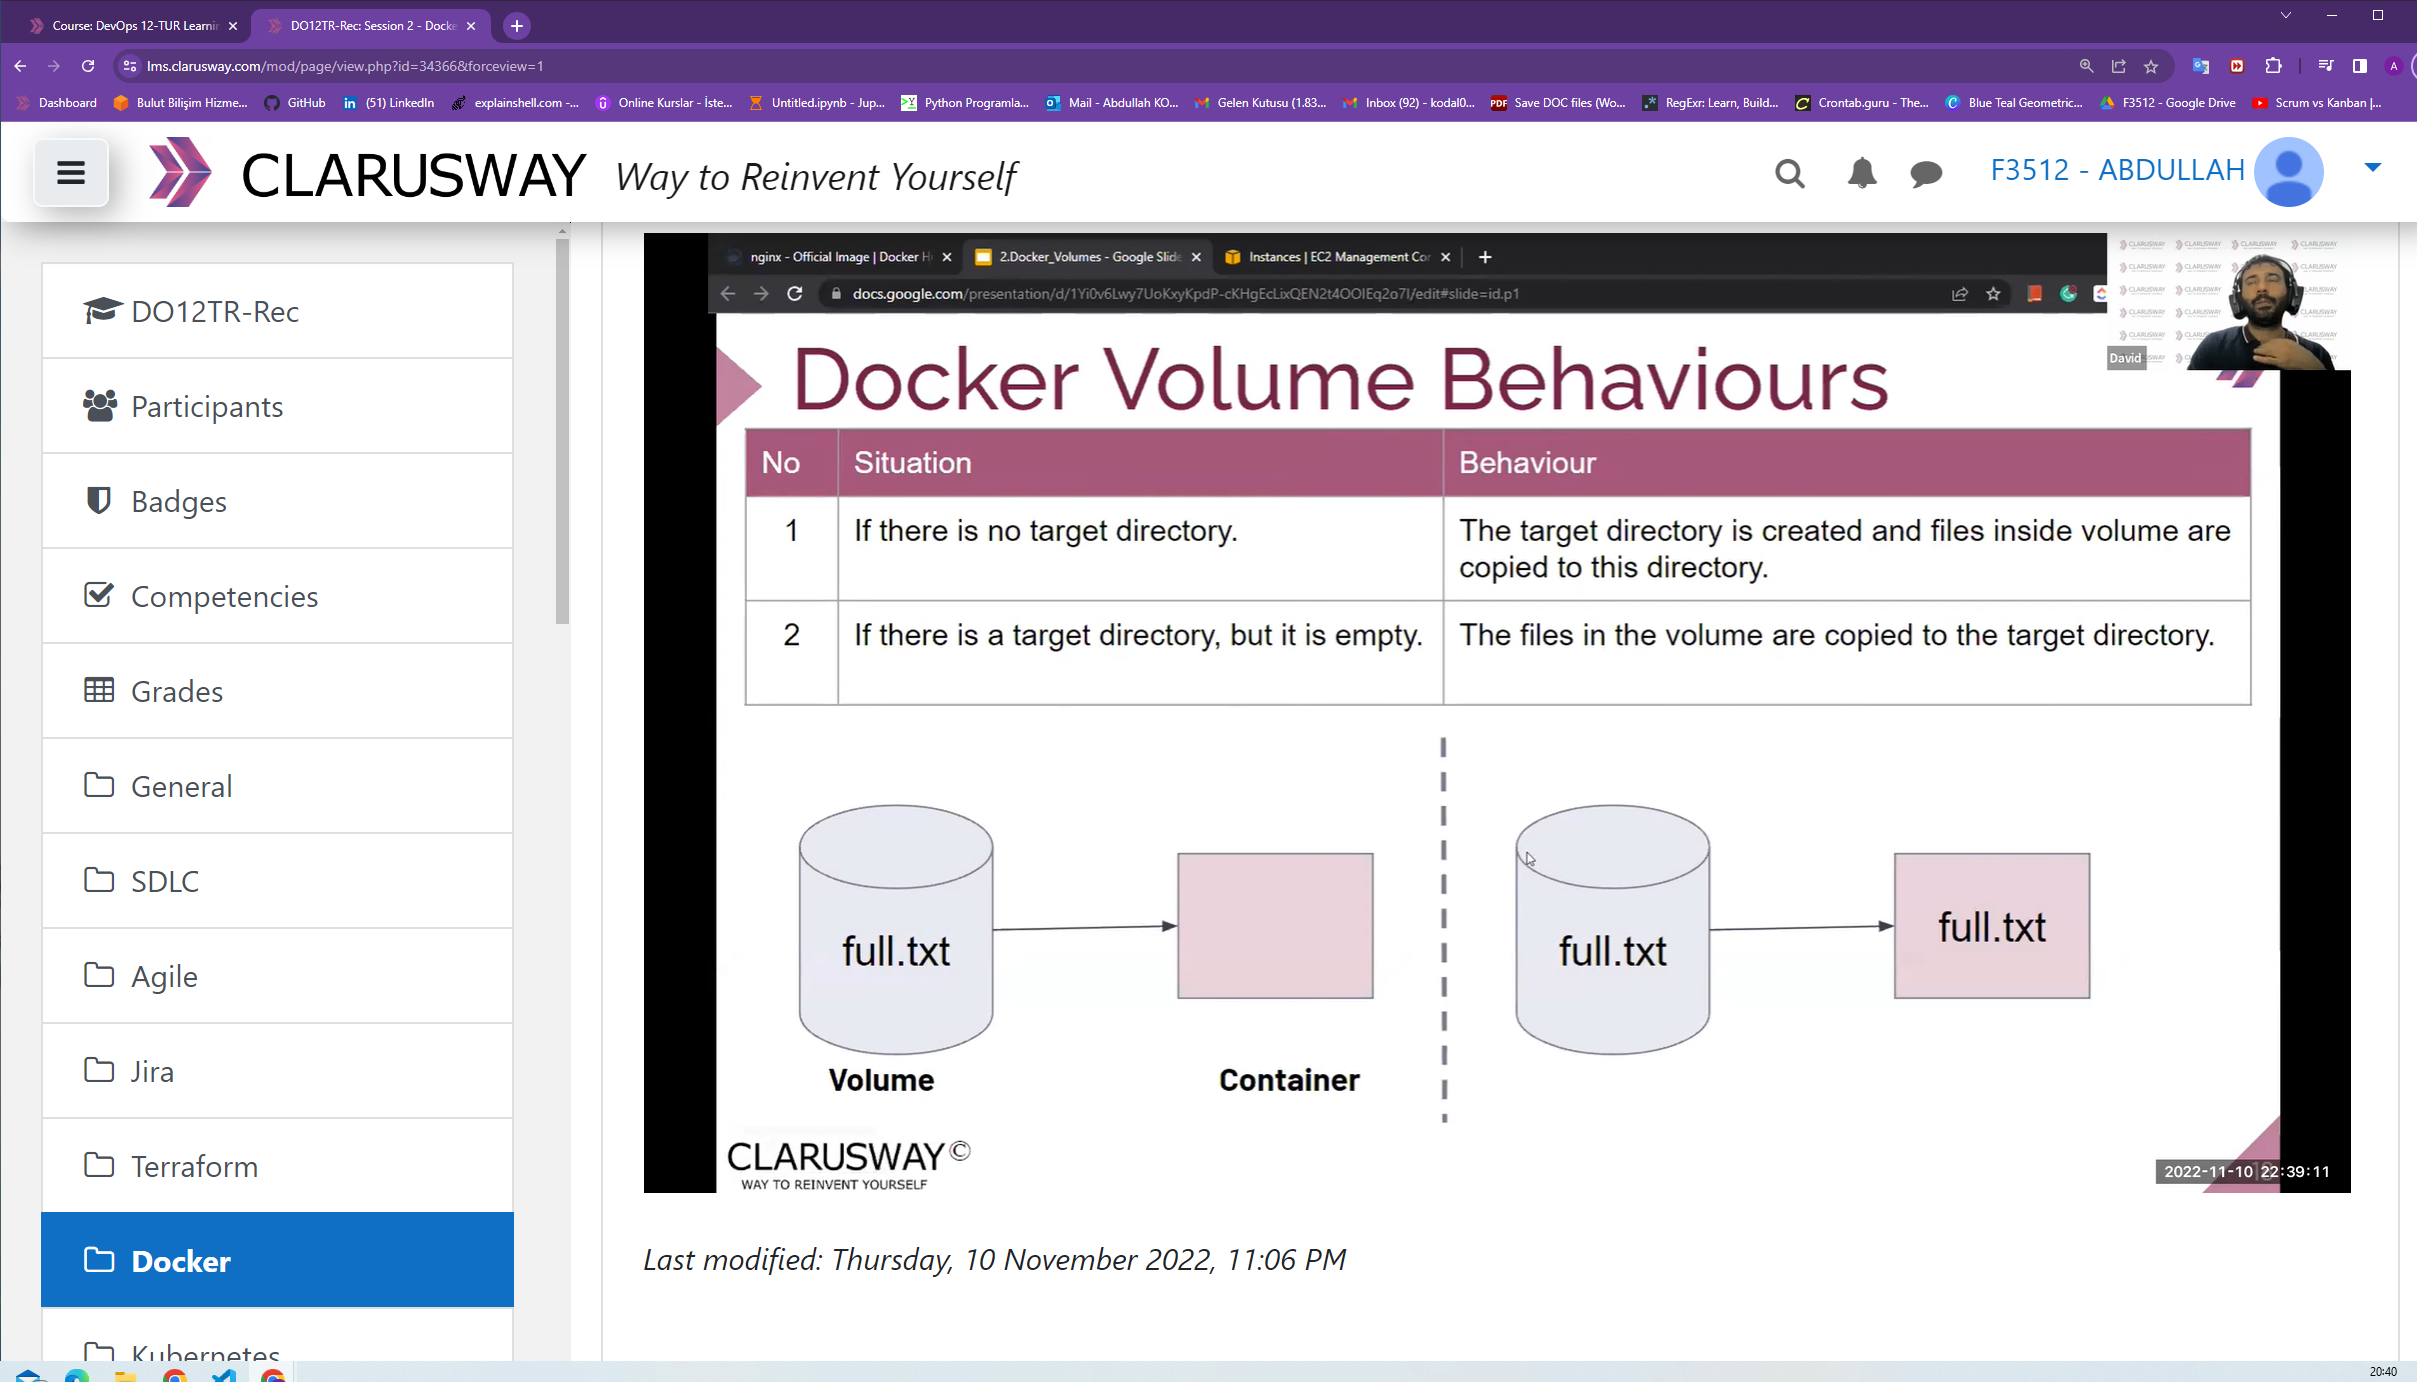 Course: DevOps 12-TUR Learnin
DO12TR-Rec: Session 2 - Docke
lms.clarusway.com/mod/page/view.php?id=34366&forceview=1
A
Dashboard
Bulut Bilişim Hizme...
GitHub
(51) LinkedIn
explainshell.com -...
Online Kurslar - İste...
Untitled.ipynb - Jup...
Python Programla...
Mail - Abdullah KO...
Gelen Kutusu (1.83...
Inbox (92) - kodal0...
PDF
Save DOC files (Wo...
RegExr: Learn, Build...
Crontab.guru - The...
Blue Teal Geometric...
F3512 - Google Drive
Scrum vs Kanban |...
CLARUSWAY
Way to Reinvent Yourself
F3512 - ABDULLAH
DO12TR-Rec
Participants
Badges
Competencies
Grades
General
SDLC
Agile
Jira
Terraform
Docker
Kubernetes
nginx - Official Image | Docker H
2.Docker_Volumes - Google Slide
Instances | EC2 Management Cor
docs.google.com/presentation/d/1Yi0v6Lwy7UoKxyKpdP-cKHgEcLixQEN2t4OOIEq2o7I/edit#slide=id.p1
David
Docker Volume Behaviours
No
Situation
Behaviour
1
If there is no target directory.
The target directory is created and files inside volume are
copied to this directory.
2
If there is a target directory, but it is empty.
The files in the volume are copied to the target directory.
full.txt
Volume
Container
full.txt
full.txt
CLARUSWAY©
WAY TO REINVENT YOURSELF
2022-11-10 22:39:11
Last modified: Thursday, 10 November 2022, 11:06 PM
20:40